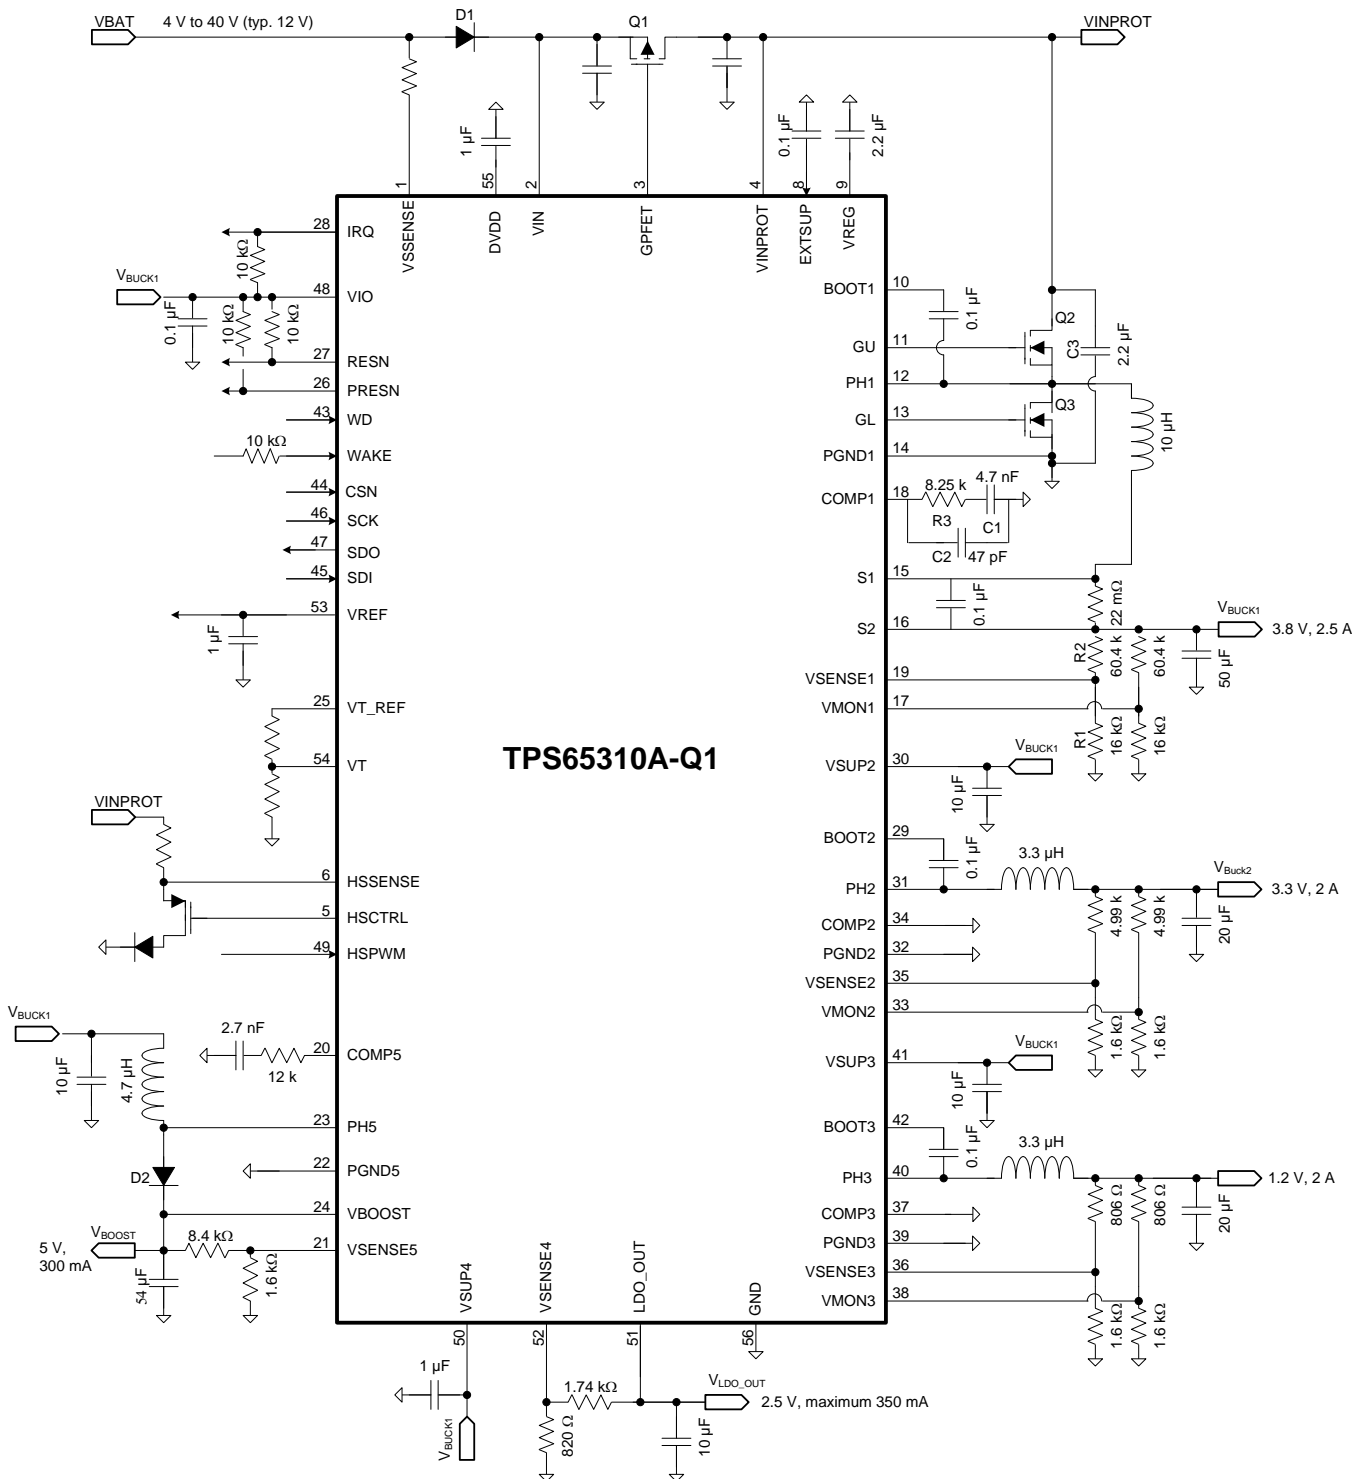 VBAT
4 V to 40 V (typ. 12 V)
D1
Q1
VINPROT
1 µF
0.1 µF
2.2 µF
1
55
2
3
4
8
9
VSSENSE
DVDD
VIN
GPFET
VINPROT
EXTSUP
VREG
28
IRQ
10 kΩ
VBUCK1
48
VIO
0.1 µF
10 kΩ
10 kΩ
27
RESN
26
PRESN
43
WD
10 kΩ
WAKE
44
CSN
46
SCK
47
SDO
45
SDI
53
VREF
1 µF
25
VT_REF
54
VT
VINPROT
6
HSSENSE
5
HSCTRL
49
HSPWM
VBUCK1
10 µF
4.7 µH
2.7 nF
12 k
20
COMP5
23
PH5
D2
22
PGND5
24
VBOOST
VBOOST
5 V,
300 mA
8.4 kΩ
21
VSENSE5
54 µF
1.6 kΩ
TPS65310A-Q1
BOOT1
10
0.1 µF
Q2
C3
2.2 µF
GU
11
PH1
12
Q3
GL
13
10 µH
PGND1
14
COMP1
18
8.25 k
4.7 nF
R3
C1
C2
47 pF
S1
15
0.1 µF
22 mΩ
S2
16
VBUCK1
3.8 V, 2.5 A
R2
60.4 k
60.4 k
50 µF
VSENSE1
19
VMON1
17
R1
16 kΩ
16 kΩ
VSUP2
30
VBUCK1
10 µF
BOOT2
29
0.1 µF
3.3 µH
PH2
31
VBuck2
3.3 V, 2 A
4.99 k
4.99 k
20 µF
COMP2
34
PGND2
32
VSENSE2
35
VMON2
33
1.6 kΩ
1.6 kΩ
VSUP3
41
VBUCK1
10 µF
BOOT3
42
0.1 µF
3.3 µH
PH3
40
1.2 V, 2 A
806 Ω
806 Ω
20 µF
COMP3
37
PGND3
39
VSENSE3
36
VMON3
38
1.6 kΩ
1.6 kΩ
VSUP4
VSENSE4
LDO_OUT
GND
50
52
51
56
1 µF
VBUCK1
1.74 kΩ
820 Ω
10 µF
VLDO_OUT
2.5 V, maximum 350 mA